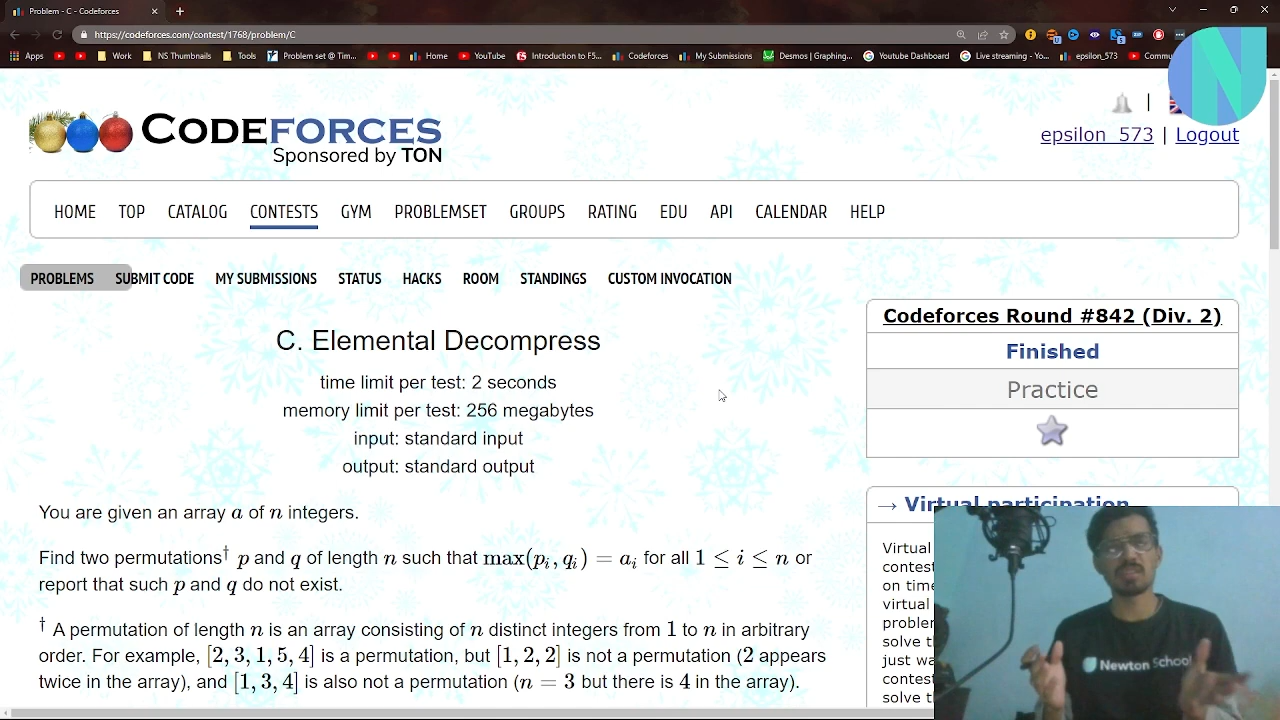 Problem - C - Codeforces
https://codeforces.com/contest/1768/problem/C
Apps Work NS Thumbnails Tools Problem set @ Tim... Home YouTube Introduction to F5... Codeforces My Submissions Desmos | Graphing... Youtube Dashboard Live streaming - Yo... epsilon_573 Commu
CODEFORCES
Sponsored by TON
epsilon_573 | Logout
HOME TOP CATALOG CONTESTS GYM PROBLEMSET GROUPS RATING EDU API CALENDAR HELP
PROBLEMS SUBMIT CODE MY SUBMISSIONS STATUS HACKS ROOM STANDINGS CUSTOM INVOCATION
C. Elemental Decompress
time limit per test: 2 seconds
memory limit per test: 256 megabytes
input: standard input
output: standard output
You are given an array a of n integers.
Find two permutations† p and q of length n such that max(pᵢ, qᵢ) = aᵢ for all 1 ≤ i ≤ n or
report that such p and q do not exist.
† A permutation of length n is an array consisting of n distinct integers from 1 to n in arbitrary
order. For example, [2, 3, 1, 5, 4] is a permutation, but [1, 2, 2] is not a permutation (2 appears
twice in the array), and [1, 3, 4] is also not a permutation (n = 3 but there is 4 in the array).
Codeforces Round #842 (Div. 2)
Finished
Practice
→ Virtual participation
Virtual
contest
on time
virtual
problem
solve th
just wa
contest
solve th
Newton School
N